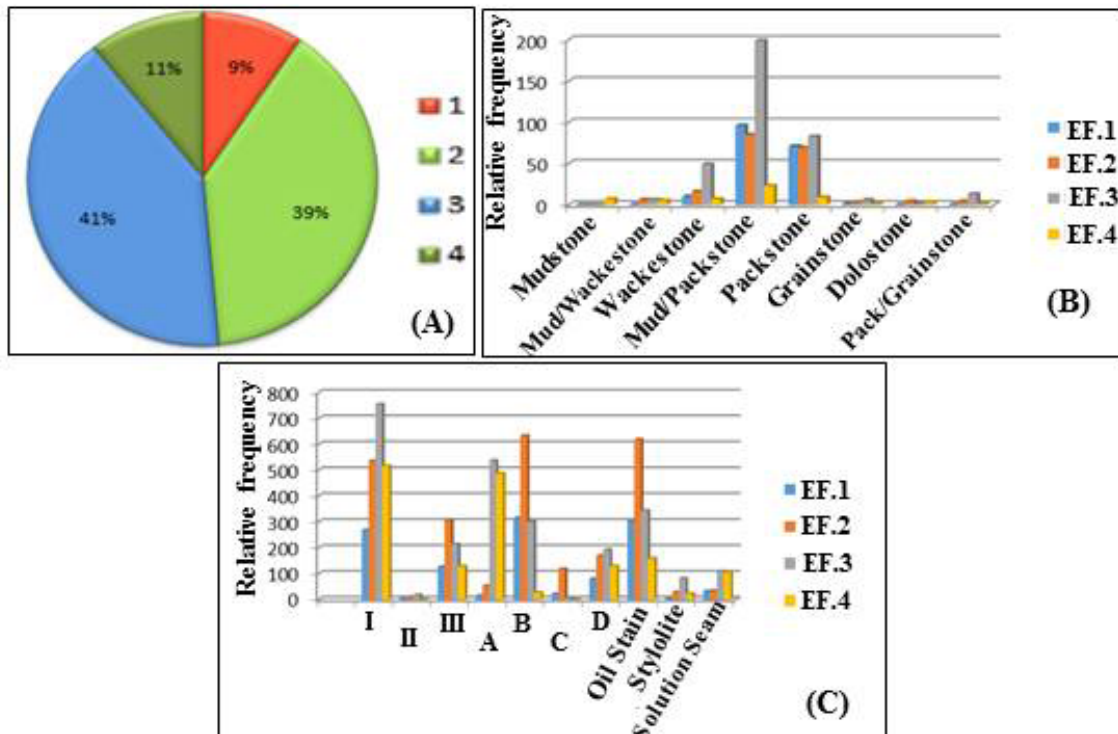 9%
11%
41%
39%
1
2
3
4
(A)
Relative frequency
200
150
100
50
0
Mudstone
Mud/Wackestone
Wackestone
Mud/Packstone
Packstone
Grainstone
Dolostone
Pack/Grainstone
EF.1
EF.2
EF.3
EF.4
(B)
Relative frequency
800
700
600
500
400
300
200
100
0
I
II
III
A
B
C
D
Oil Stain
Stylolite
Solution Seam
EF.1
EF.2
EF.3
EF.4
(C)